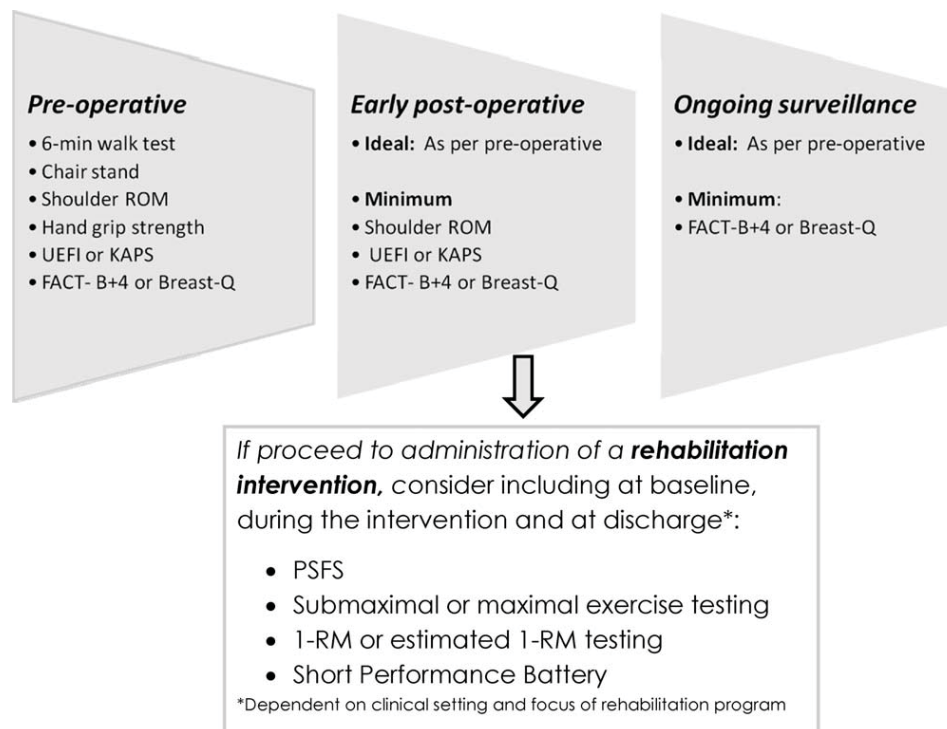 Pre-operative
• 6-min walk test
• Chair stand
• Shoulder ROM
• Hand grip strength
• UEFI or KAPS
• FACT- B+4 or Breast-Q
Early post-operative
• Ideal: As per pre-operative
• Minimum
• Shoulder ROM
• UEFI or KAPS
• FACT- B+4 or Breast-Q
Ongoing surveillance
• Ideal: As per pre-operative
• Minimum:
• FACT-B+4 or Breast-Q
If proceed to administration of a rehabilitation
intervention, consider including at baseline,
during the intervention and at discharge*:
• PSFS
• Submaximal or maximal exercise testing
• 1-RM or estimated 1-RM testing
• Short Performance Battery
*Dependent on clinical setting and focus of rehabilitation program